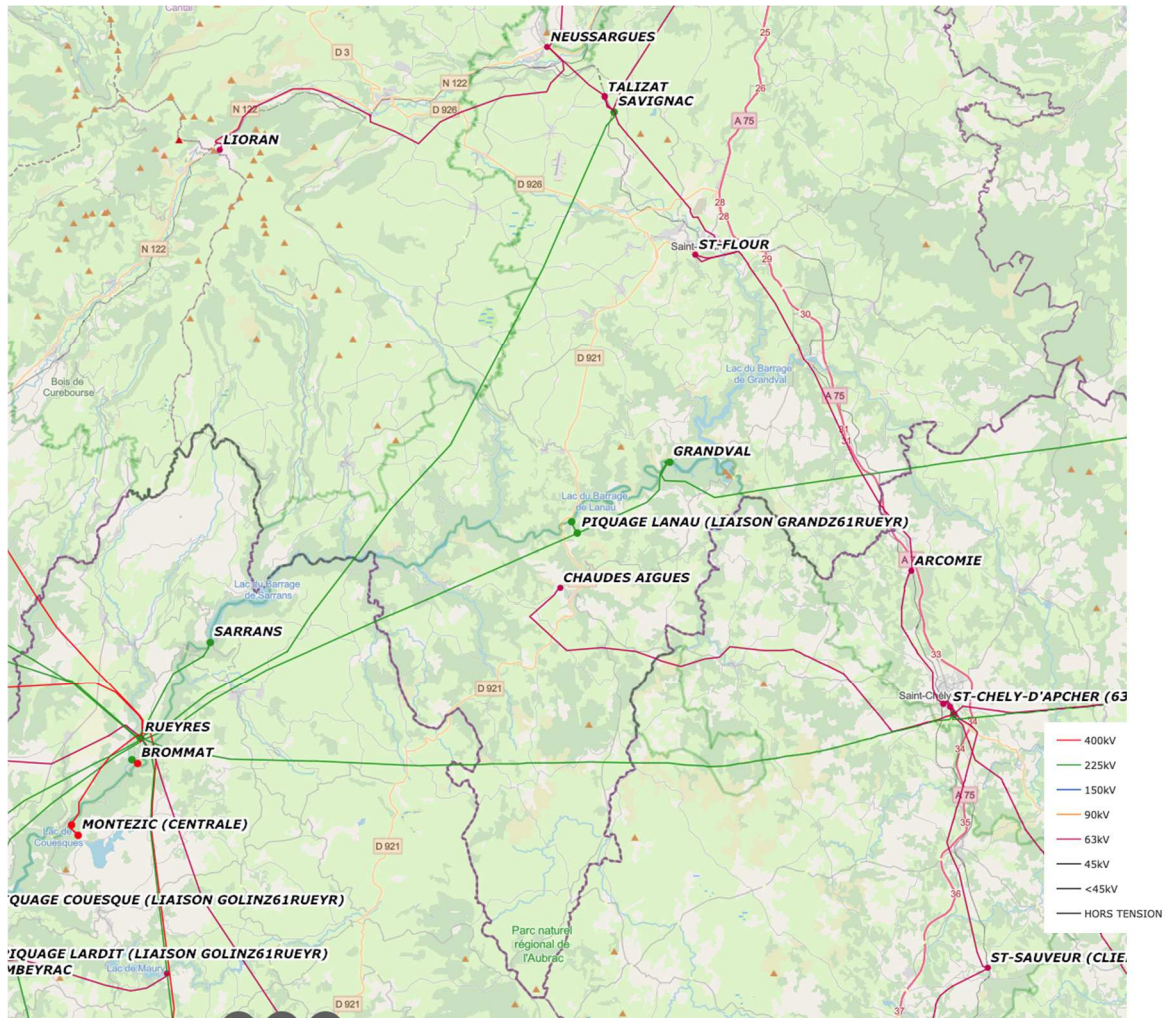 Cantal
25
NEUSSARGUES
D 3
N 122
26
TALIZAT
SAVIGNAC
N 122
D 926
A 75
LIORAN
D 926
28
28
N 122
Saint-
ST-FLOUR
29
30
D 921
Lac du Barrage
de Grandval
Bois de
Curebourse
A 75
31
31
GRANDVAL
Lac du Barrage
de Lanau
PIQUAGE LANAU (LIAISON GRANDZ61RUEYR)
A
ARCOMIE
CHAUDES AIGUES
Lac du Barrage
de Sarrans
SARRANS
33
D 921
Saint-Chély
ST-CHELY-D'APCHER (63
34
RUEYRES
BROMMAT
34
400kV
225kV
A 75
150kV
90kV
MONTEZIC (CENTRALE)
Lac de
Couesques
35
63kV
D 921
45kV
<45kV
36
QUAGE COUESQUE (LIAISON GOLINZ61RUEYR)
HORS TENSION
Parc naturel
régional de
l'Aubrac
PIQUAGE LARDIT (LIAISON GOLINZ61RUEYR)
MBEYRAC
Lac de Maury
ST-SAUVEUR (CLIE
D 921
37